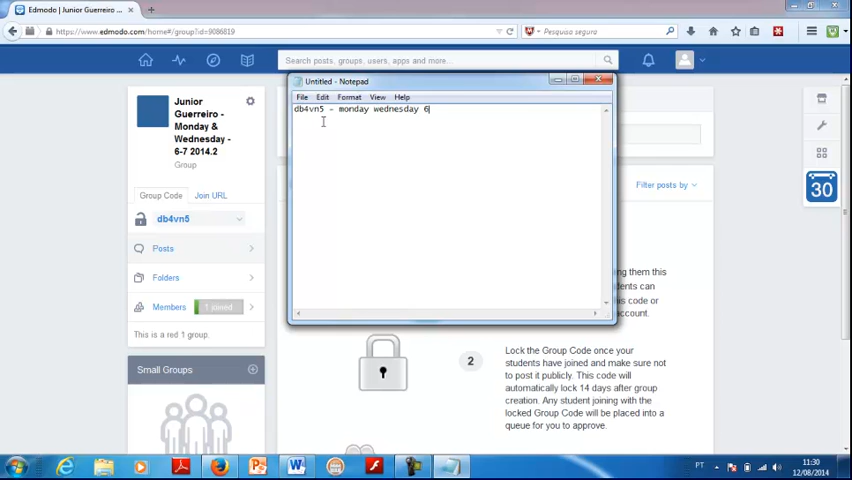 Edmodo | Junior Guerreiro ...
https://www.edmodo.com/home#/group?id=9086819
Pesquisa segura
Search posts, groups, users, apps and more...
Junior
Guerreiro -
Monday &
Wednesday -
6-7 2014.2
Group
Group Code
Join URL
db4vn5
Posts
Folders
Members
1 joined
This is a red 1 group.
Small Groups
Untitled - Notepad
File Edit Format View Help
db4vn5 - monday wednesday 6
Filter posts by
30
ing them this
students can
his code or
account.
2
Lock the Group Code once your
students have joined and make sure not
to post it publicly. This code will
automatically lock 14 days after group
creation. Any student joining with the
locked Group Code will be placed into a
queue for you to approve.
PT
11:30
12/08/2014